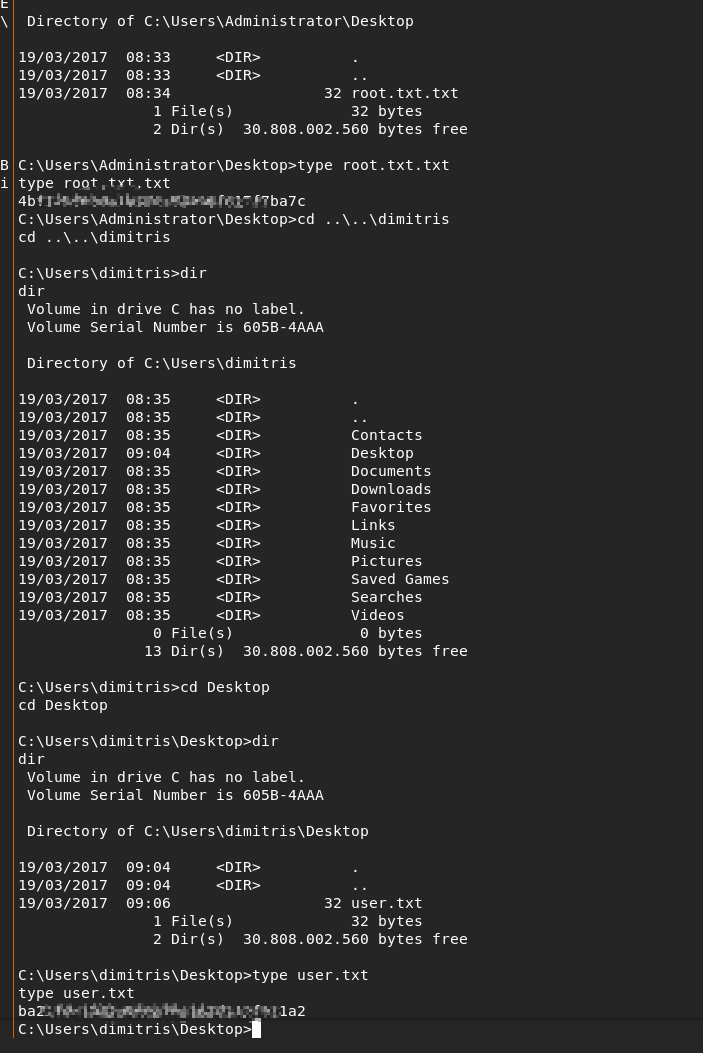 E
\ Directory of C:\Users\Administrator\Desktop
19/03/2017  08:33    <DIR>          .
19/03/2017  08:33    <DIR>          ..
19/03/2017  08:34                32 root.txt.txt
               1 File(s)             32 bytes
               2 Dir(s)  30.808.002.560 bytes free
B C:\Users\Administrator\Desktop>type root.txt.txt
i type root.txt.txt
7ba7c
C:\Users\Administrator\Desktop>cd ..\..\dimitris
cd ..\..\dimitris
C:\Users\dimitris>dir
dir
 Volume in drive C has no label.
 Volume Serial Number is 605B-4AAA
 Directory of C:\Users\dimitris
19/03/2017  08:35    <DIR>          .
19/03/2017  08:35    <DIR>          ..
19/03/2017  08:35    <DIR>          Contacts
19/03/2017  09:04    <DIR>          Desktop
19/03/2017  08:35    <DIR>          Documents
19/03/2017  08:35    <DIR>          Downloads
19/03/2017  08:35    <DIR>          Favorites
19/03/2017  08:35    <DIR>          Links
19/03/2017  08:35    <DIR>          Music
19/03/2017  08:35    <DIR>          Pictures
19/03/2017  08:35    <DIR>          Saved Games
19/03/2017  08:35    <DIR>          Searches
19/03/2017  08:35    <DIR>          Videos
               0 File(s)              0 bytes
              13 Dir(s)  30.808.002.560 bytes free
C:\Users\dimitris>cd Desktop
cd Desktop
C:\Users\dimitris\Desktop>dir
dir
 Volume in drive C has no label.
 Volume Serial Number is 605B-4AAA
 Directory of C:\Users\dimitris\Desktop
19/03/2017  09:04    <DIR>          .
19/03/2017  09:04    <DIR>          ..
19/03/2017  09:06                32 user.txt
               1 File(s)             32 bytes
               2 Dir(s)  30.808.002.560 bytes free
C:\Users\dimitris\Desktop>type user.txt
type user.txt
ba2 1a2
C:\Users\dimitris\Desktop>